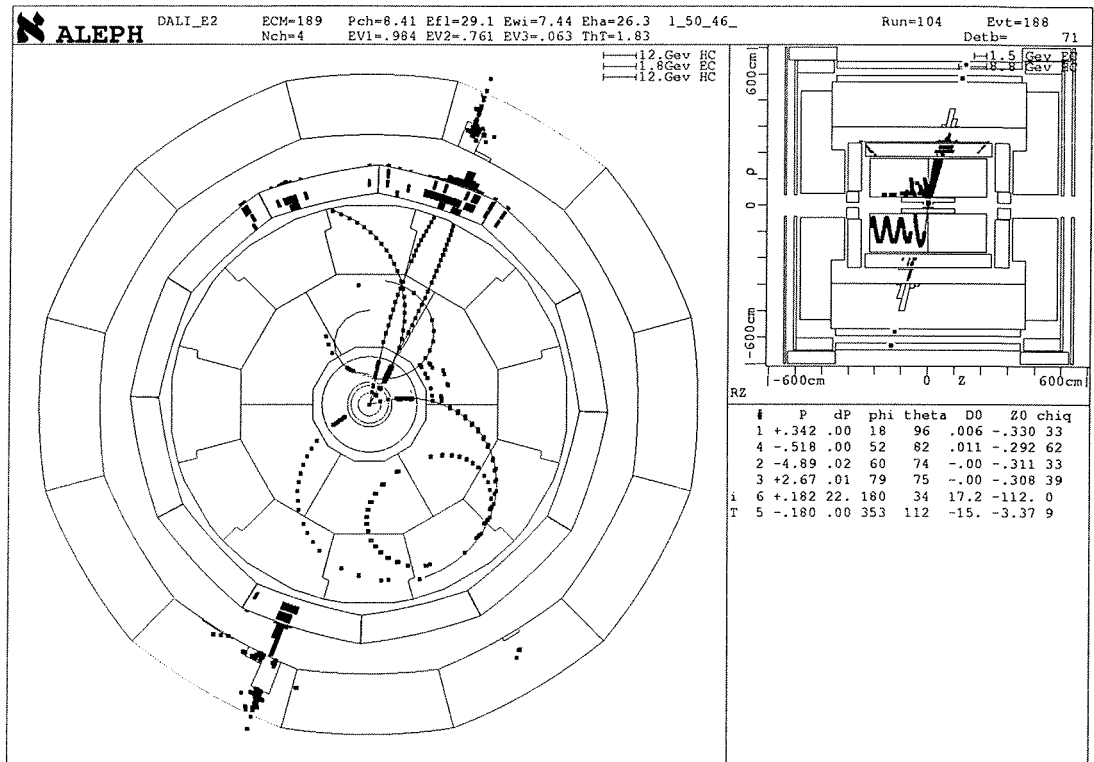 ALEPH DALI_E2 ECM=189 Pch=8.41 Efl=29.1 Ewi=7.44 Eha=26.3 1_50_46_ Run=104 Evt=188
Nch=4 EV1=.984 EV2=.761 EV3=.063 ThT=1.83 Detb= 71
12.Gev HC
1.8Gev EC
12.Gev HC
1.5 Gev EC
8.8 Gev
600cm
ρ
0
-600cm
-600cm 0 Z 600cm
RZ
# P dP phi theta D0 Z0 chiq
1 +.342 .00 18 96 .006 -.330 33
4 -.518 .00 52 82 .011 -.292 62
2 -4.89 .02 60 74 -.00 -.311 33
3 +2.67 .01 79 75 -.00 -.308 39
i 6 +.182 22. 180 34 17.2 -112. 0
T 5 -.180 .00 353 112 -15. -3.37 9